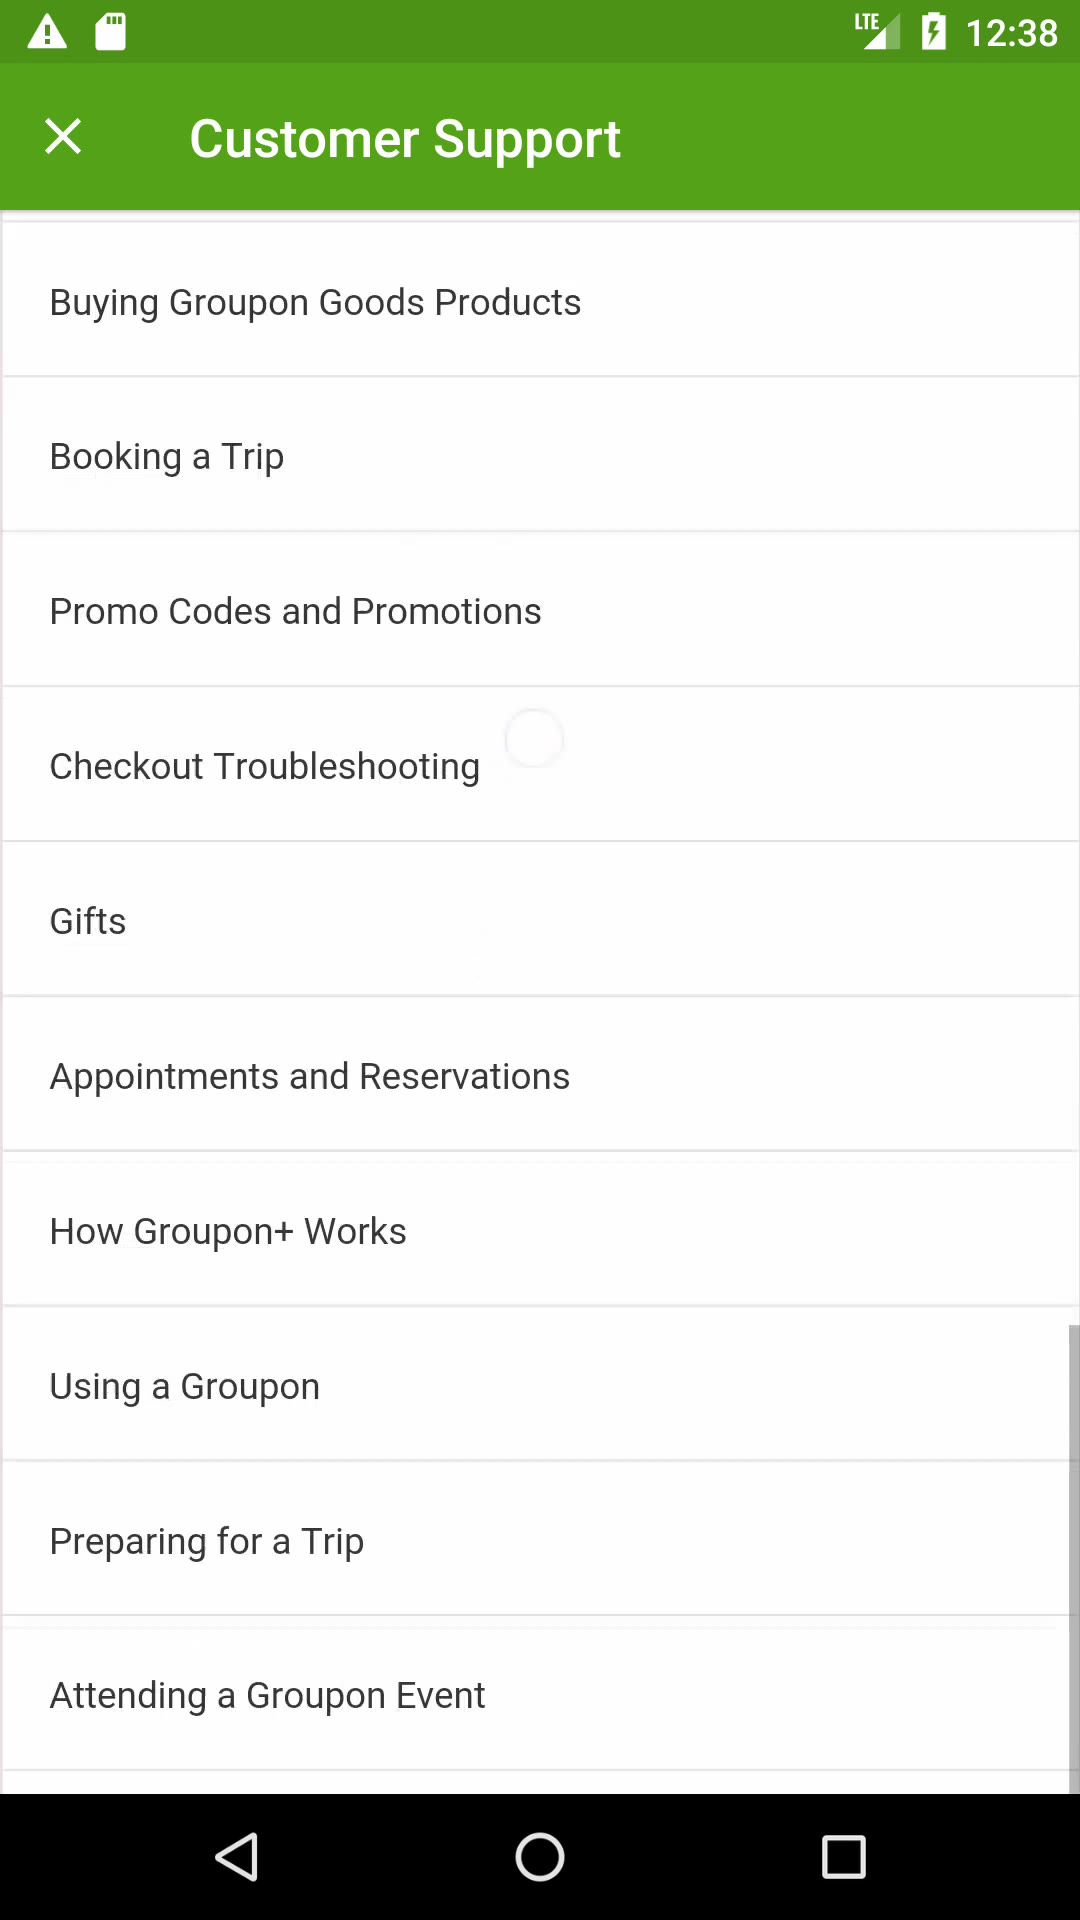 LTE 12:38
Customer Support
Buying Groupon Goods Products
Booking a Trip
Promo Codes and Promotions
Checkout Troubleshooting
Gifts
Appointments and Reservations
How Groupon+ Works
Using a Groupon
Preparing for a Trip
Attending a Groupon Event